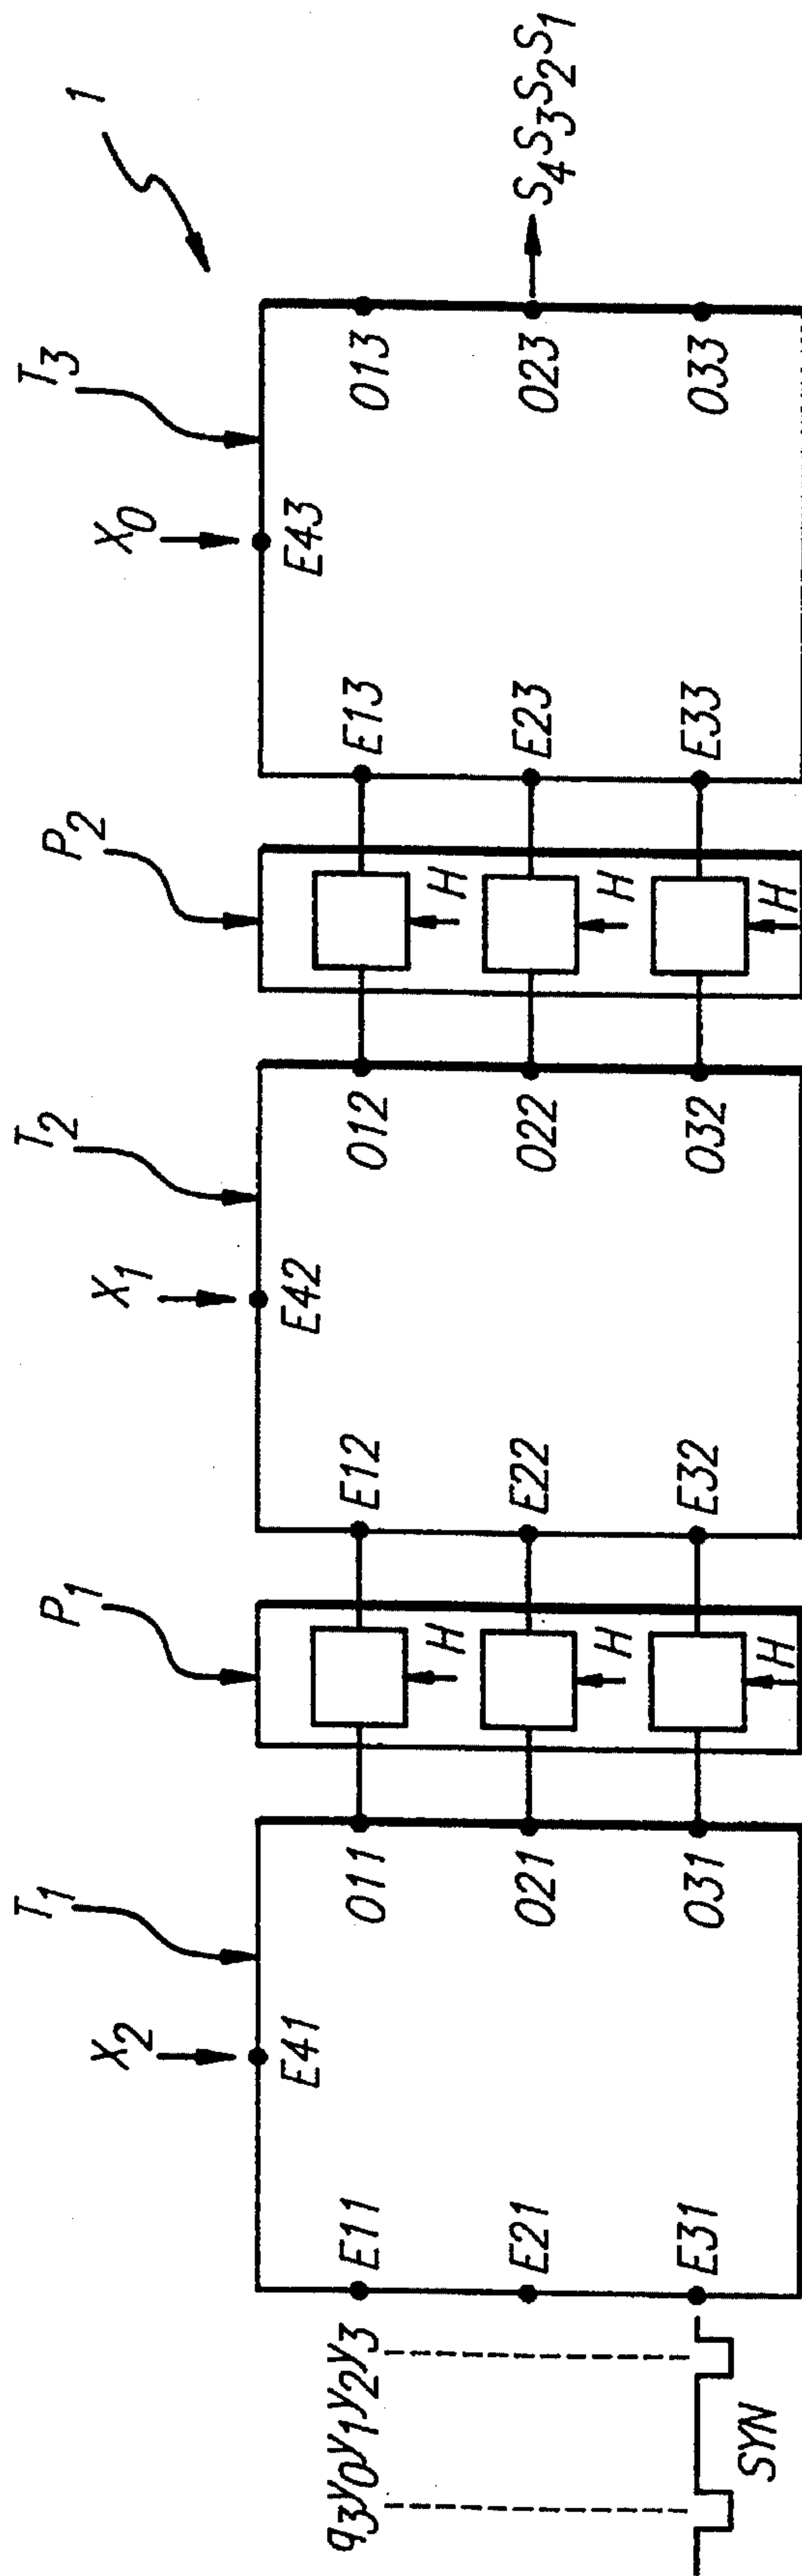 1
T1 P1 T2 P2 T3
X2 X1 X0
E41 E42 E43
q3y0y1y2y3 E11 O11 H E12 O12 H E13 O13
E21 O21 H E22 O22 H E23 O23 S4S3S2S1
E31 O31 H E32 O32 H E33 O33
SYN